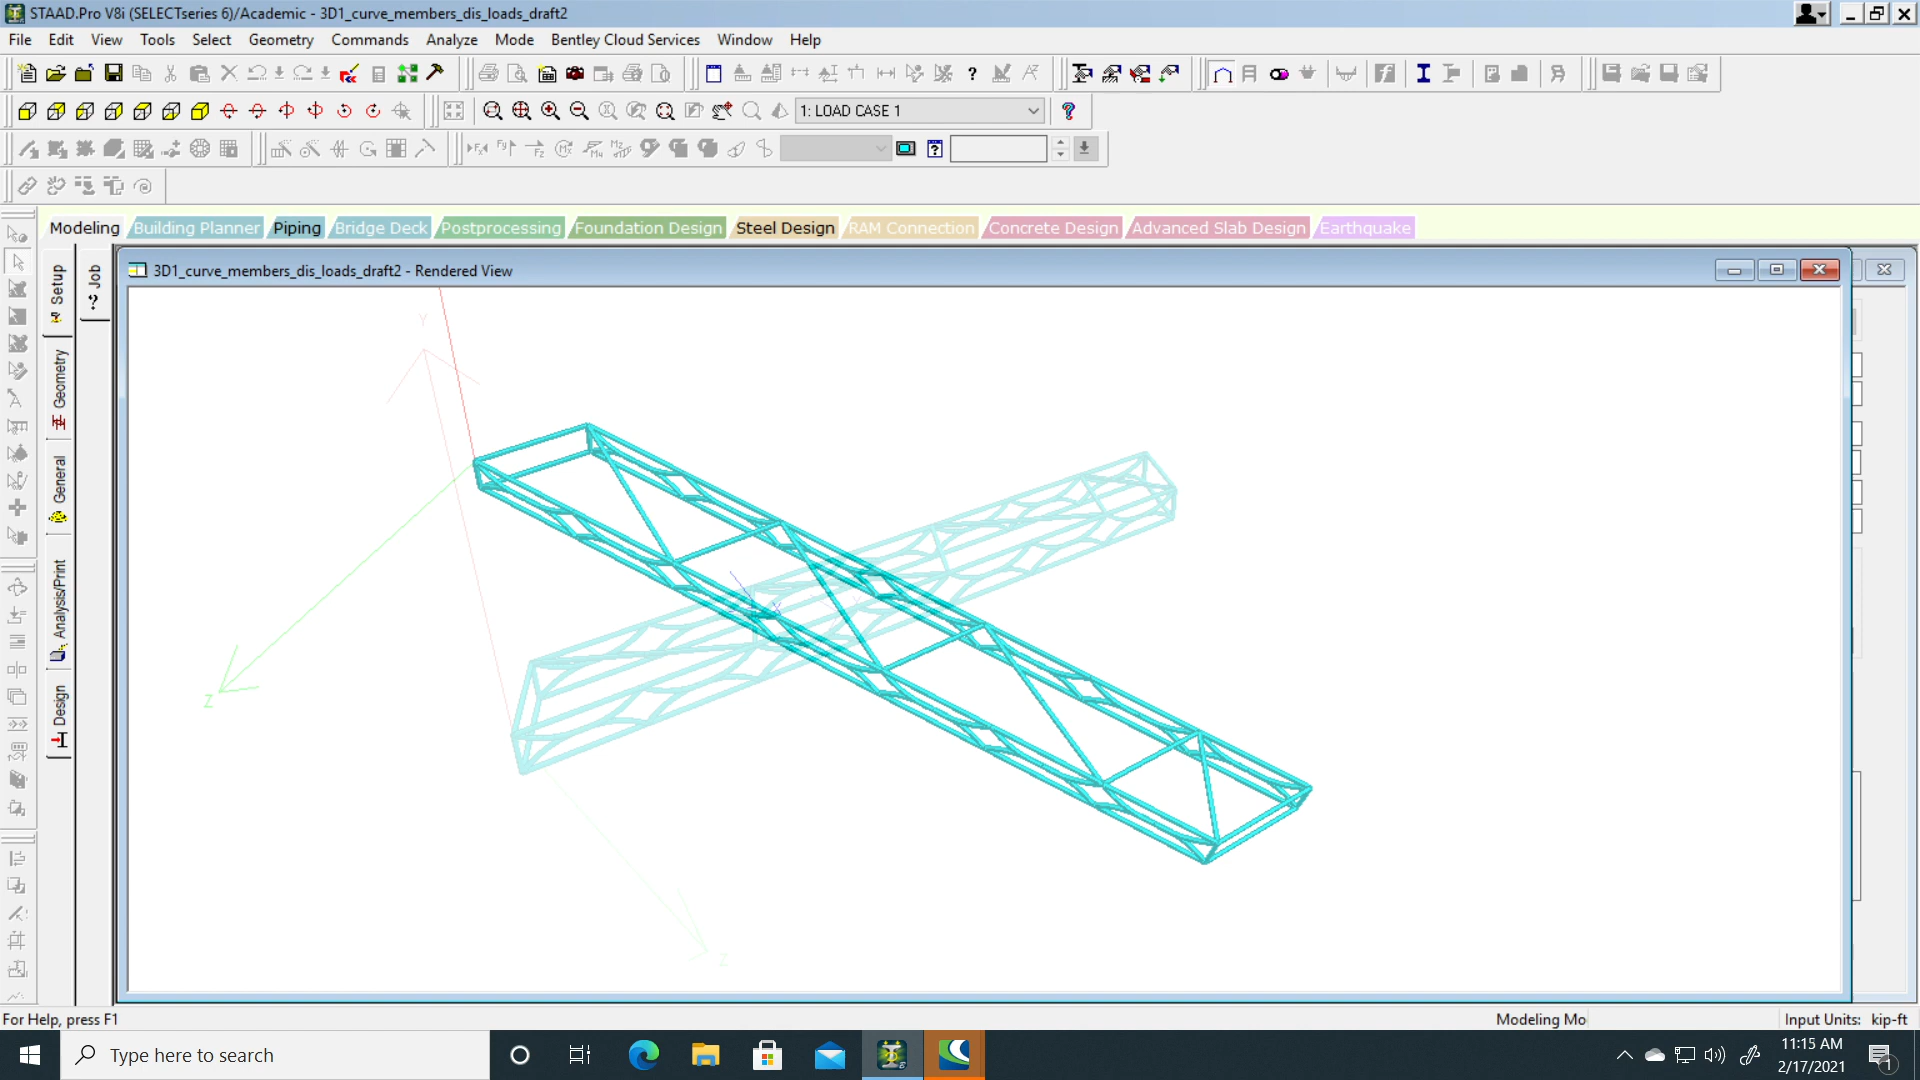 STAAD.Pro V8i (SELECTseries 6)/Academic - 3D1_curve_members_dis_loads_draft2
File Edit View Tools Select Geometry Commands Analyze Mode Bentley Cloud Services Window Help
1: LOAD CASE 1
Modeling Building Planner Piping Bridge Deck Postprocessing Foundation Design Steel Design RAM Connection Concrete Design Advanced Slab Design Earthquake
Setup
Geometry
General
Analysis/Print
Design
Job
3D1_curve_members_dis_loads_draft2 - Rendered View
Y
X
Z
Z
For Help, press F1
Modeling Mo
Input Units: kip-ft
Type here to search
11:15 AM
2/17/2021
1